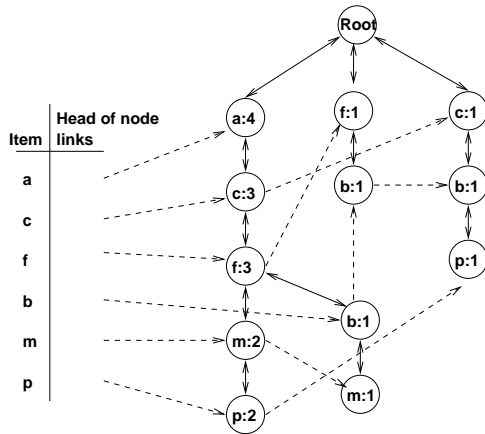 Root
Head of node
links
Item
a:4
f:1
c:1
a
c:3
b:1
b:1
c
f
f:3
p:1
b
b:1
m
m:2
p
p:2
m:1